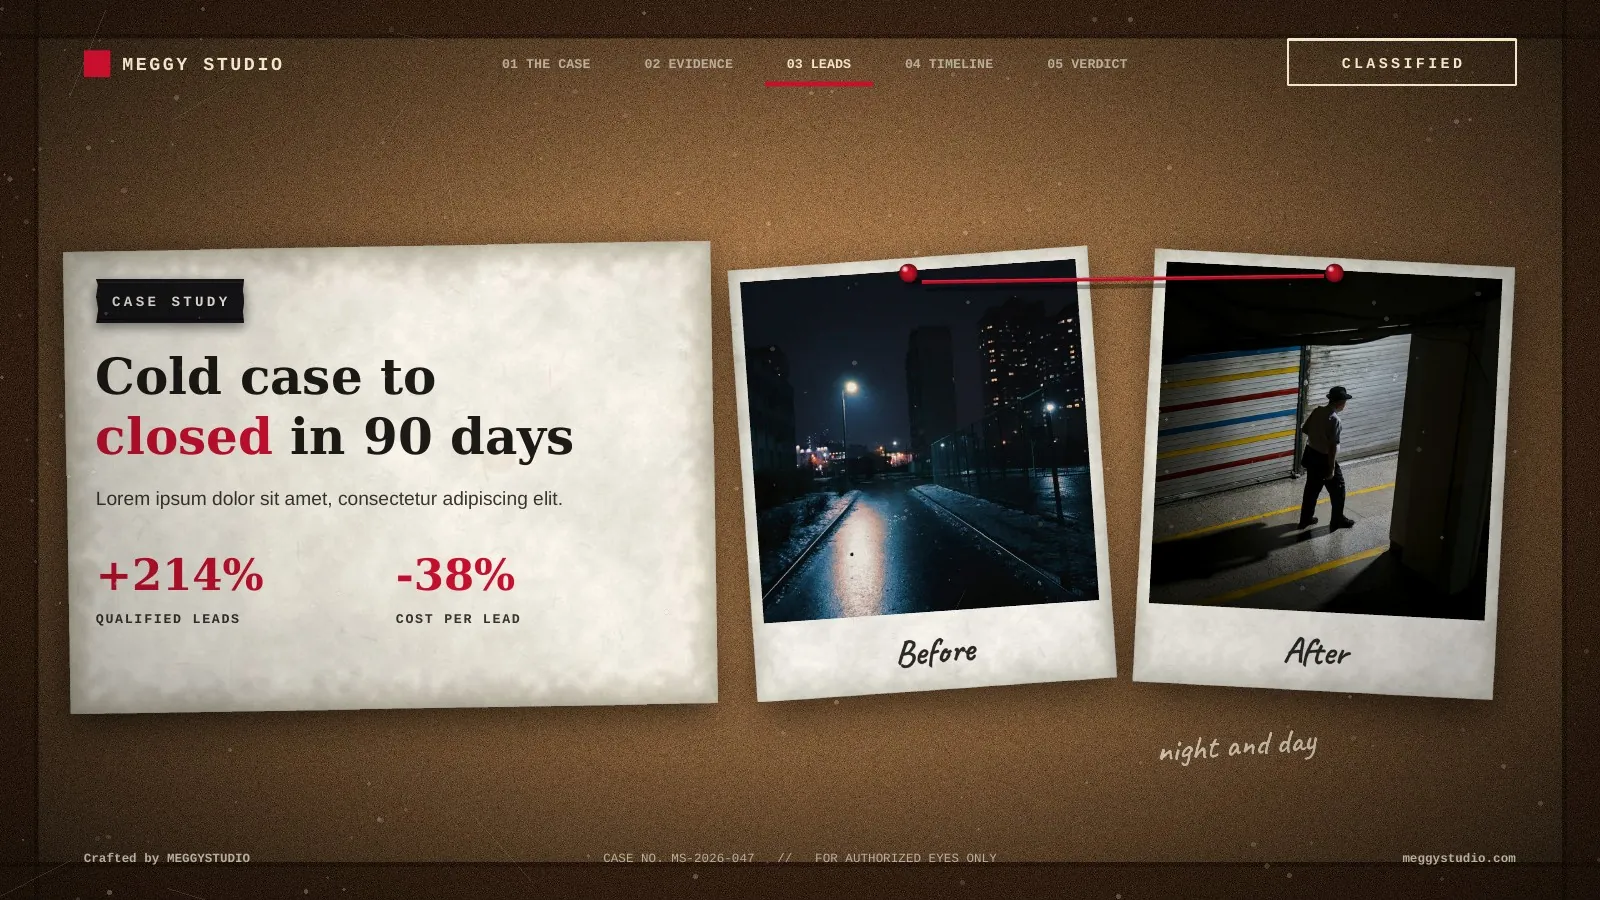 MEGGY STUDIO
01 THE CASE
02 EVIDENCE
03 LEADS
04 TIMELINE
05 VERDICT
CLASSIFIED
CASE STUDY
Cold case to
closed in 90 days
Lorem ipsum dolor sit amet, consectetur adipiscing elit.
+214%
QUALIFIED LEADS
-38%
COST PER LEAD
Before
After
night and day
Crafted by MEGGYSTUDIO
CASE NO. MS-2026-047 // FOR AUTHORIZED EYES ONLY
meggystudio.com